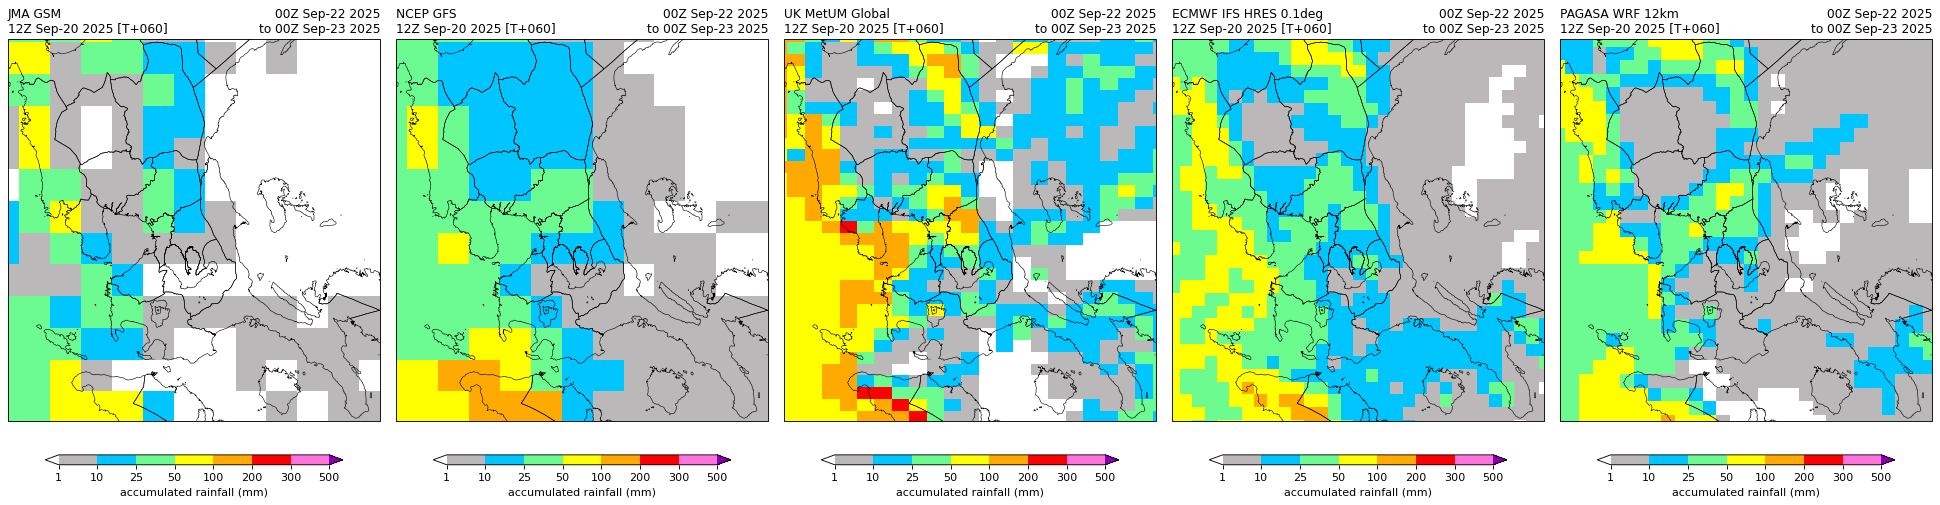 JMA GSM 00Z Sep-22 2025
12Z Sep-20 2025 [T+060] to 00Z Sep-23 2025
NCEP GFS 00Z Sep-22 2025
12Z Sep-20 2025 [T+060] to 00Z Sep-23 2025
UK MetUM Global 00Z Sep-22 2025
12Z Sep-20 2025 [T+060] to 00Z Sep-23 2025
ECMWF IFS HRES 0.1deg 00Z Sep-22 2025
12Z Sep-20 2025 [T+060] to 00Z Sep-23 2025
PAGASA WRF 12km 00Z Sep-22 2025
12Z Sep-20 2025 [T+060] to 00Z Sep-23 2025
1 10 25 50 100 200 300 500
accumulated rainfall (mm)
1 10 25 50 100 200 300 500
accumulated rainfall (mm)
1 10 25 50 100 200 300 500
accumulated rainfall (mm)
1 10 25 50 100 200 300 500
accumulated rainfall (mm)
1 10 25 50 100 200 300 500
accumulated rainfall (mm)